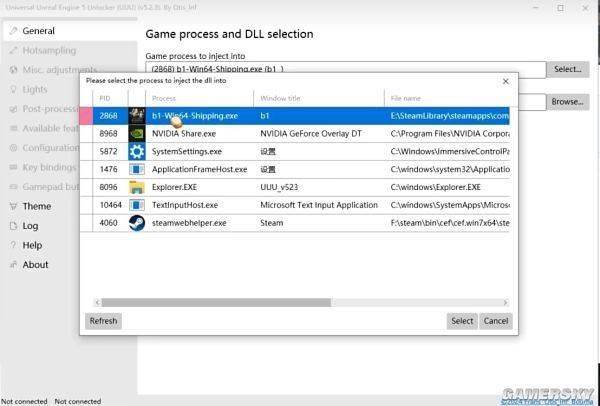 Universal Unreal Engine 5 Unlocker (UUU) (v5.2.3). By Otis_Inf
General
Game process and DLL selection
Hotsampling
Game process to inject into
Misc. adjustments
(2868) b1-Win64-Shipping.exe (b1 )
Select...
Please select the process to inject the dll into
Lights
PID Process Window title File name
Post-processin
Browse...
2868 b1-Win64-Shipping.exe b1 E:\SteamLibrary\steamapps\com
Available feat
8968 NVIDIA Share.exe NVIDIA GeForce Overlay DT C:\Program Files\NVIDIA Corpora
Configuration
5872 SystemSettings.exe 设置 C:\Windows\ImmersiveControlPa
Key bindings
1476 ApplicationFrameHost.exe 设置 C:\windows\system32\Application
Gamepad but
8096 Explorer.EXE UUU_v523 C:\windows\Explorer.EXE
Theme
10464 TextInputHost.exe Microsoft Text Input Application C:\windows\SystemApps\Microsof
Log
4060 steamwebhelper.exe Steam F:\steam\bin\cef\cef.win7x64\ste
Help
About
Refresh
Select
Cancel
GAMERSKY
Not connected Not connected